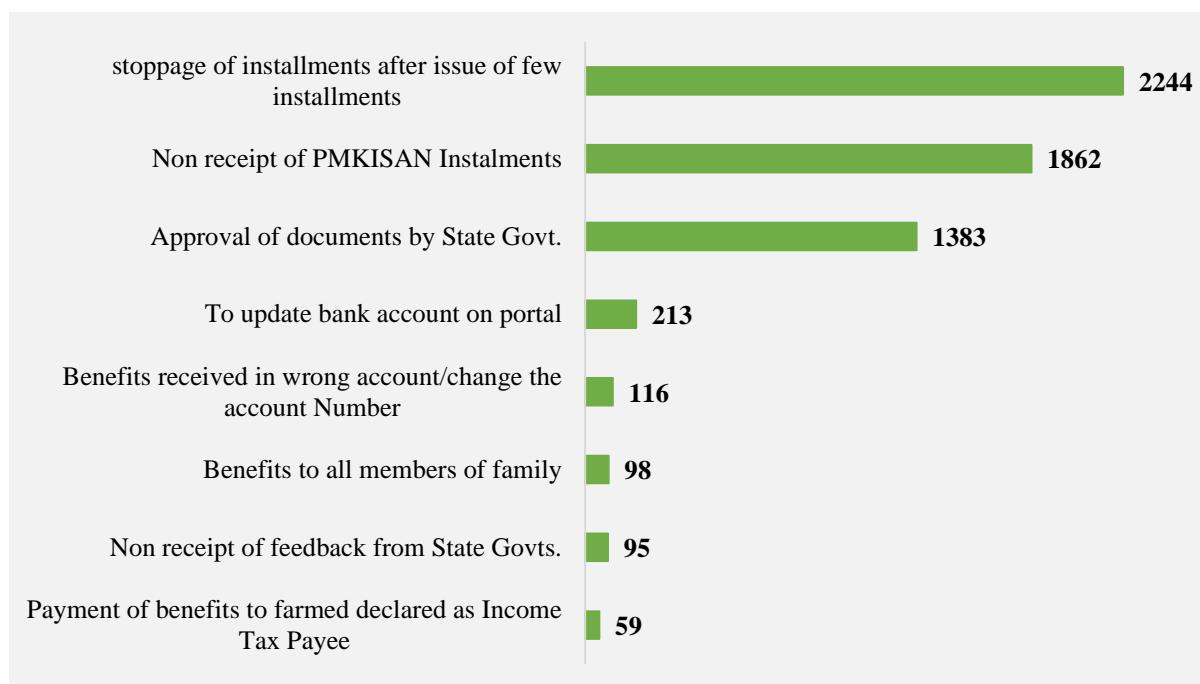 stoppage of installments after issue of few
installments
2244
Non receipt of PMKISAN Instalments
1862
Approval of documents by State Govt.
1383
To update bank account on portal
213
Benefits received in wrong account/change the
account Number
116
Benefits to all members of family
98
Non receipt of feedback from State Govts.
95
Payment of benefits to farmed declared as Income
Tax Payee
59